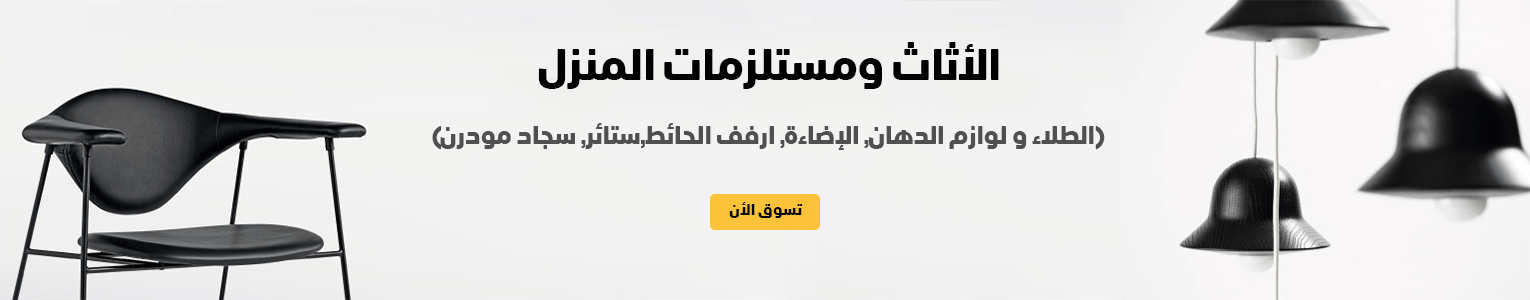 الأثاث ومستلزمات المنزل
(الطلاء و لوازم الدهان, الإضاءة, ارفف الحائط,ستائر, سجاد مودرن)
تسوق الأن